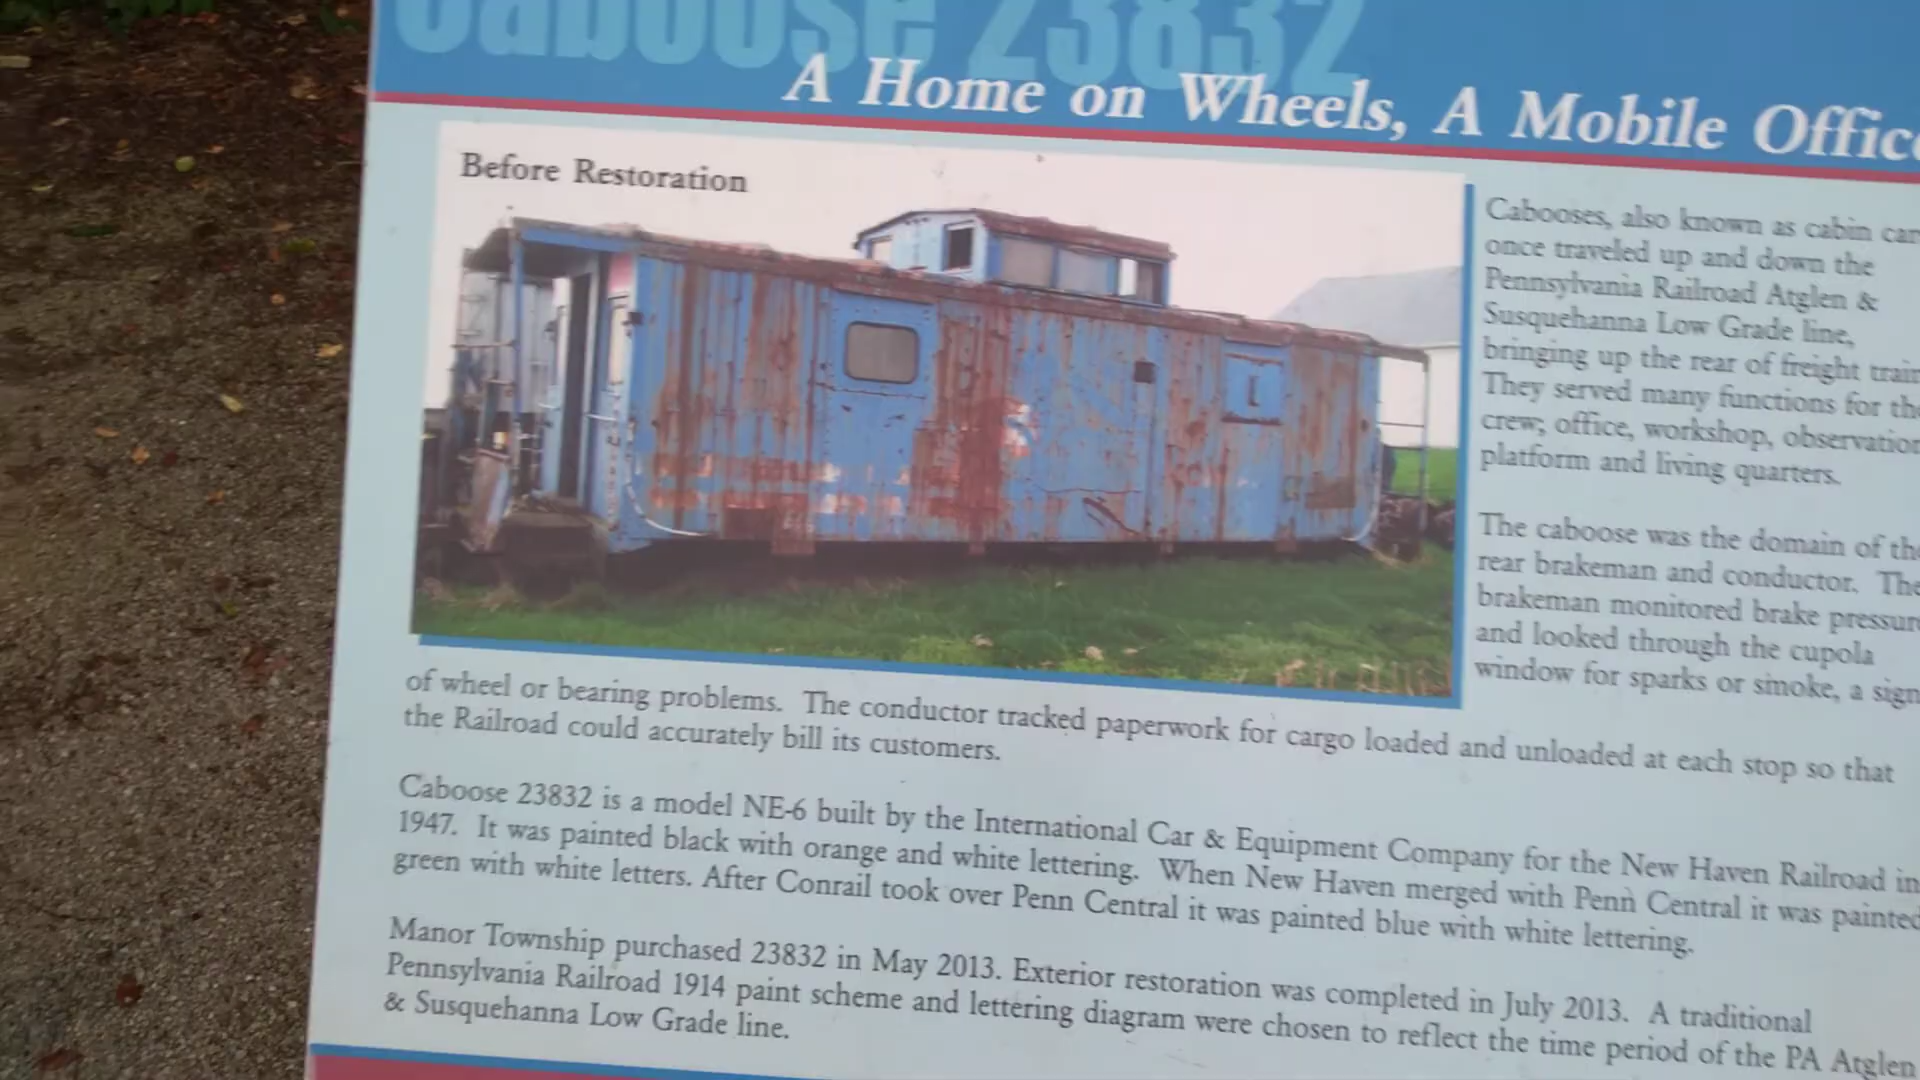 Caboose 23832
A Home on Wheels, A Mobile Offic
Before Restoration
Cabooses, also known as cabin car
once traveled up and down the
Pennsylvania Railroad Atglen &
Susquehanna Low Grade line,
bringing up the rear of freight train
They served many functions for the
crew; office, workshop, observation
platform and living quarters.
The caboose was the domain of the
rear brakeman and conductor. The
brakeman monitored brake pressure
and looked through the cupola
window for sparks or smoke, a sign
of wheel or bearing problems. The conductor tracked paperwork for cargo loaded and unloaded at each stop so that
the Railroad could accurately bill its customers.
Caboose 23832 is a model NE-6 built by the International Car & Equipment Company for the New Haven Railroad in
1947. It was painted black with orange and white lettering. When New Haven merged with Penn Central it was painted
green with white letters. After Conrail took over Penn Central it was painted blue with white lettering.
Manor Township purchased 23832 in May 2013. Exterior restoration was completed in July 2013. A traditional
Pennsylvania Railroad 1914 paint scheme and lettering diagram were chosen to reflect the time period of the PA Atglen
& Susquehanna Low Grade line.